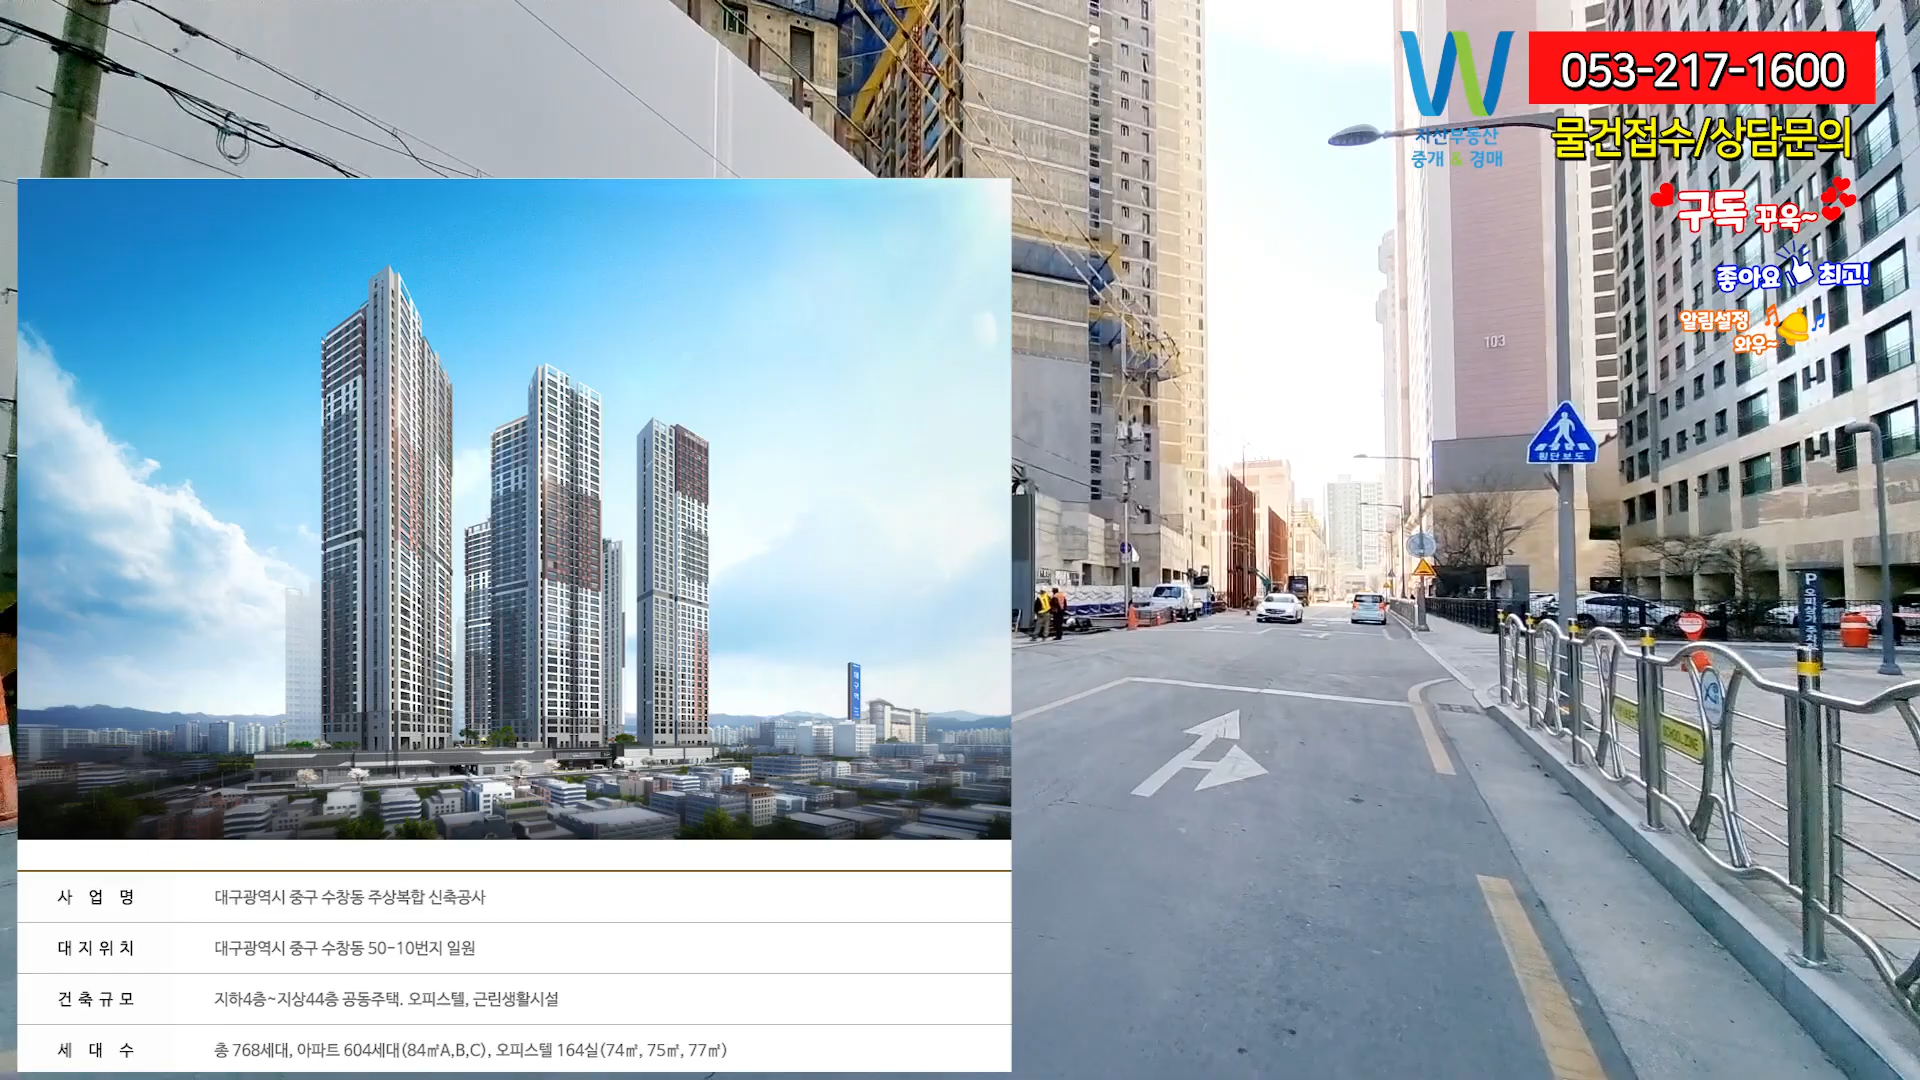 053-217-1600
자산부동산
중개 & 경매
물건접수/상담문의
구독 꾸욱~
좋아요 최고!
알림설정
와우~
103
횡단보도
대구역
SCHOOL ZONE
사 업 명 대구광역시 중구 수창동 주상복합 신축공사
대지위치 대구광역시 중구 수창동 50-10번지 일원
건축규모 지하4층~지상44층 공동주택. 오피스텔, 근린생활시설
세 대 수 총 768세대, 아파트 604세대(84㎡A,B,C), 오피스텔 164실(74㎡, 75㎡, 77㎡)